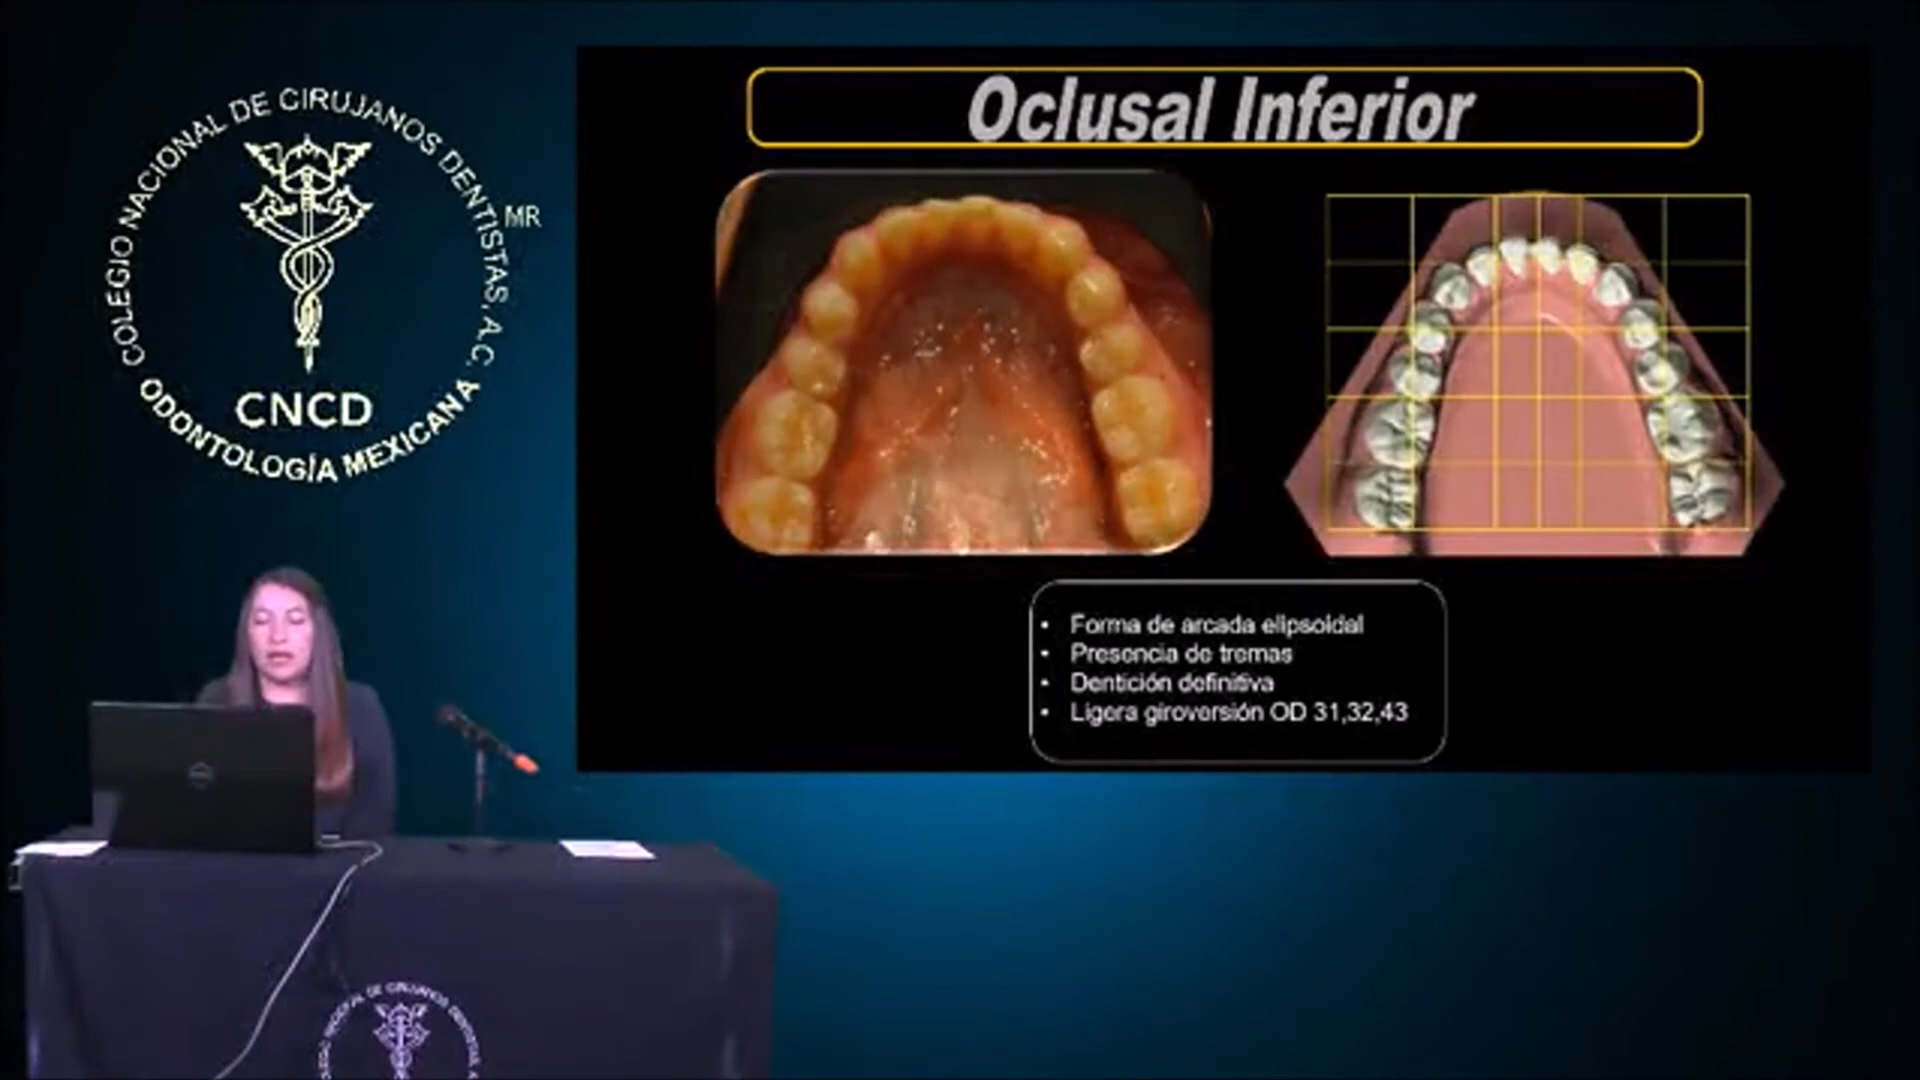 COLEGIO NACIONAL DE CIRUJANOS DENTISTAS, A.C.
MR
CNCD
ODONTOLOGÍA MEXICANA
Oclusal Inferior
• Forma de arcada elipsoidal
• Presencia de tremas
• Dentición definitiva
• Ligera giroversión OD 31,32,43